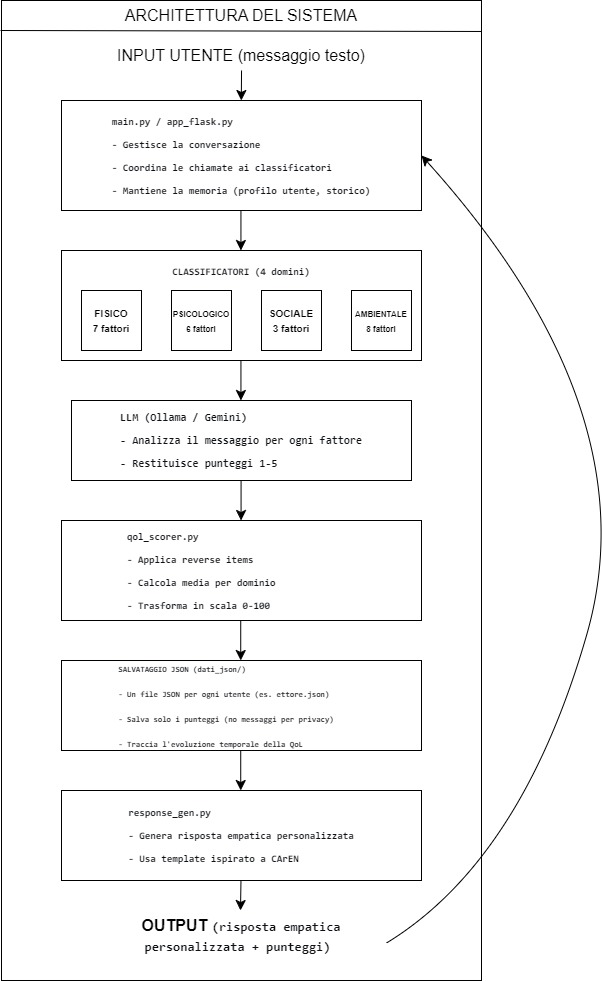 ARCHITETTURA DEL SISTEMA
INPUT UTENTE (messaggio testo)
main.py / app_flask.py
- Gestisce la conversazione
- Coordina le chiamate ai classificatori
- Mantiene la memoria (profilo utente, storico)
CLASSIFICATORI (4 domini)
FISICO
7 fattori
PSICOLOGICO
6 fattori
SOCIALE
3 fattori
AMBIENTALE
8 fattori
LLM (Ollama / Gemini)
- Analizza il messaggio per ogni fattore
- Restituisce punteggi 1-5
qol_scorer.py
- Applica reverse items
- Calcola media per dominio
- Trasforma in scala 0-100
SALVATAGGIO JSON (dati_json/)
- Un file JSON per ogni utente (es. ettore.json)
- Salva solo i punteggi (no messaggi per privacy)
- Traccia l'evoluzione temporale della QoL
response_gen.py
- Genera risposta empatica personalizzata
- Usa template ispirato a CArEN
OUTPUT (risposta empatica
personalizzata + punteggi)